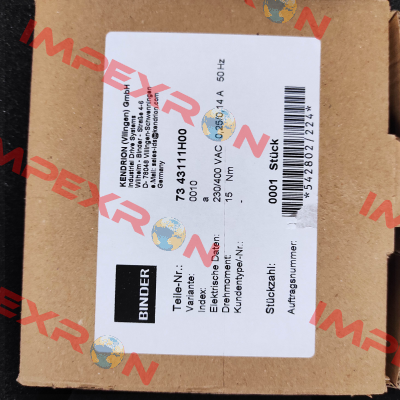 KENDRION (Villingen) GmbH
Industrial Drive Systems
Wilhelm - Binder - Straße 4-6
D- 78048 Villingen-Schwenningen
e.Mail: sales-ids@kendrion.com
Germany
BINDER
Teile-Nr.: 73 43111H00
Variante: 0010
Index: a
Elektrische Daten: 230/400 VAC 0.25/0.14 A 50 Hz
Drehmoment: 15 Nm
Kundentype/-Nr.: -
Stückzahl: 0001 Stück
Auftragsnummer:
*542802/224*
IMPEXRON
IMPEXRON
IMPEXRON